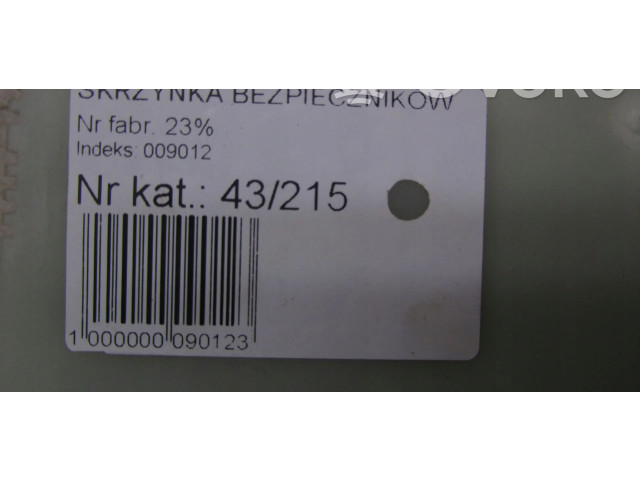 SKRZYNKA BEZPIECZNIKÓW
Nr fabr. 23%
Indeks: 009012
Nr kat.: 43/215
1 000000 090123